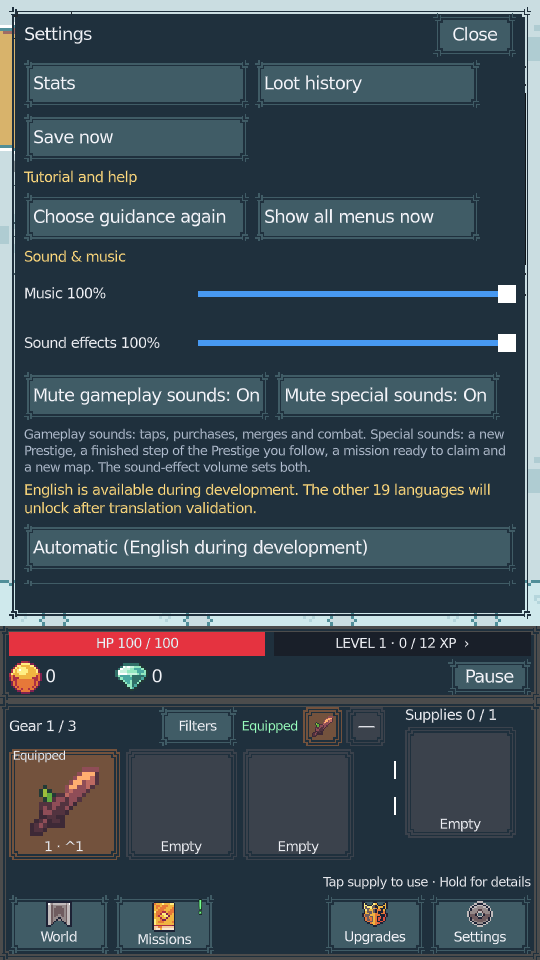 Settings
Close
Stats
Loot history
Save now
Tutorial and help
Choose guidance again
Show all menus now
Sound & music
Music 100%
Sound effects 100%
Mute gameplay sounds: On
Mute special sounds: On
Gameplay sounds: taps, purchases, merges and combat. Special sounds: a new
Prestige, a finished step of the Prestige you follow, a mission ready to claim and
a new map. The sound-effect volume sets both.
English is available during development. The other 19 languages will
unlock after translation validation.
Automatic (English during development)
HP 100 / 100
LEVEL 1 · 0 / 12 XP ›
0
0
Pause
Gear 1 / 3
Filters
Equipped
—
Supplies 0 / 1
Equipped
1 · ^1
Empty
Empty
Empty
Tap supply to use · Hold for details
World
Missions
!
Upgrades
Settings